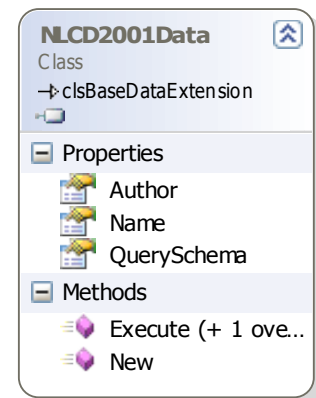 NLCD2001Data
Class
clsBaseDataExtension
Properties
Author
Name
QuerySchema
Methods
Execute (+ 1 ove...
New